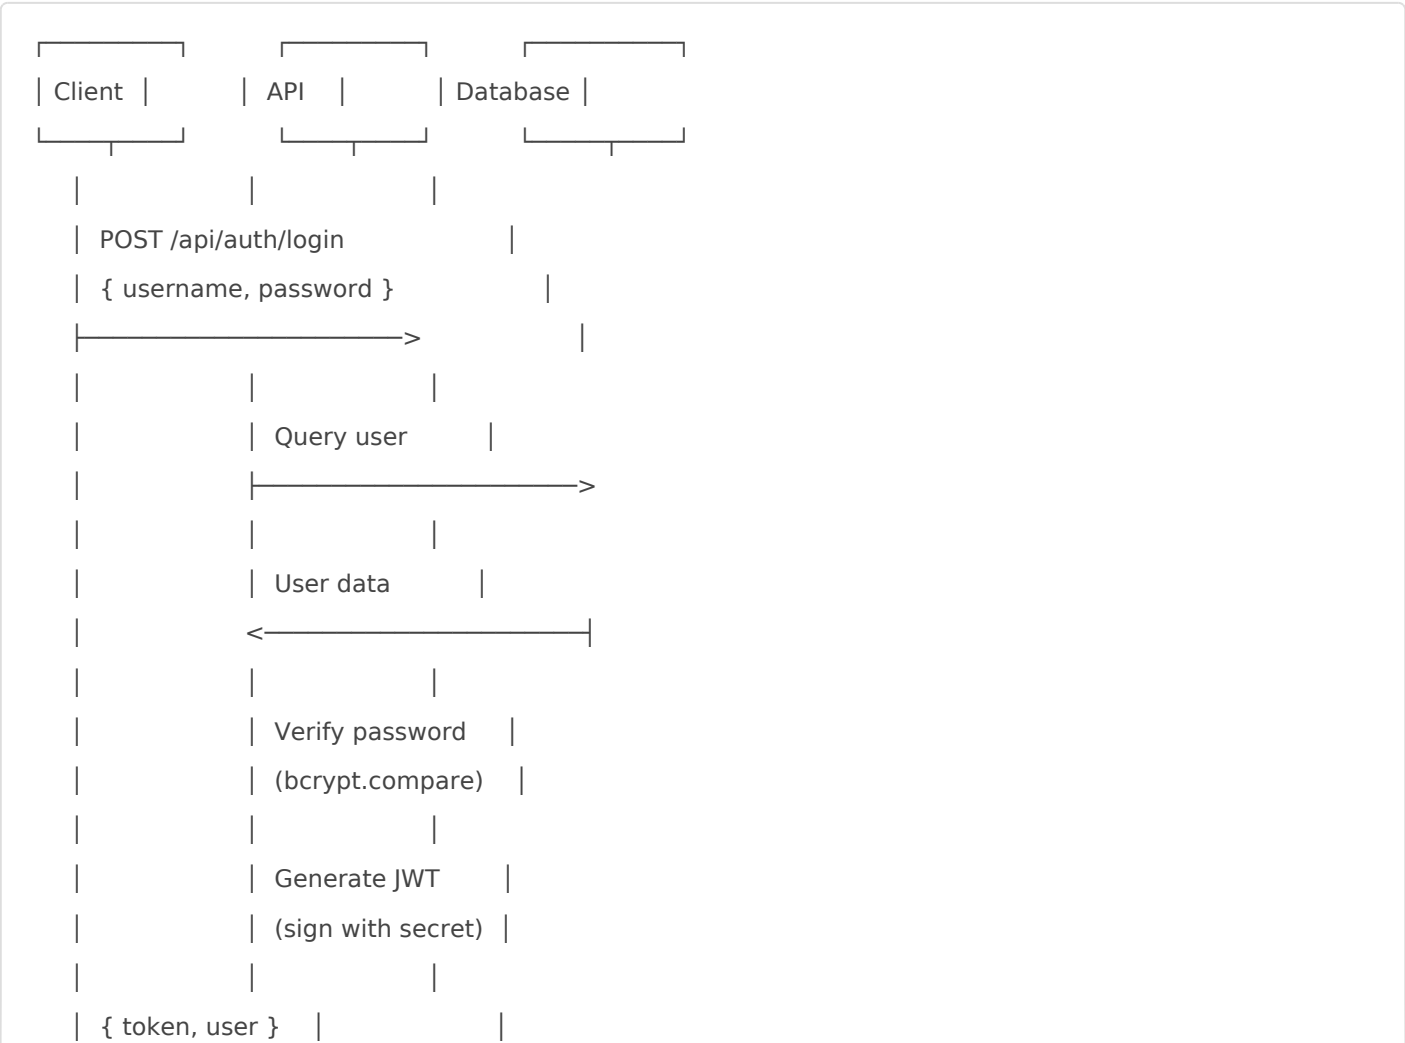 ┌─────────┐ ┌─────────┐ ┌──────────┐
│ Client │ │ API │ │ Database │
└────┬────┘ └────┬────┘ └─────┬────┘
│ │ │
│ POST /api/auth/login │
│ { username, password } │
├──────────────────────> │
│ │ │
│ │ Query user │
│ ├──────────────────────>
│ │ │
│ │ User data │
│ <──────────────────────┤
│ │ │
│ │ Verify password │
│ │ (bcrypt.compare) │
│ │ │
│ │ Generate JWT │
│ │ (sign with secret) │
│ │ │
│ { token, user } │ │